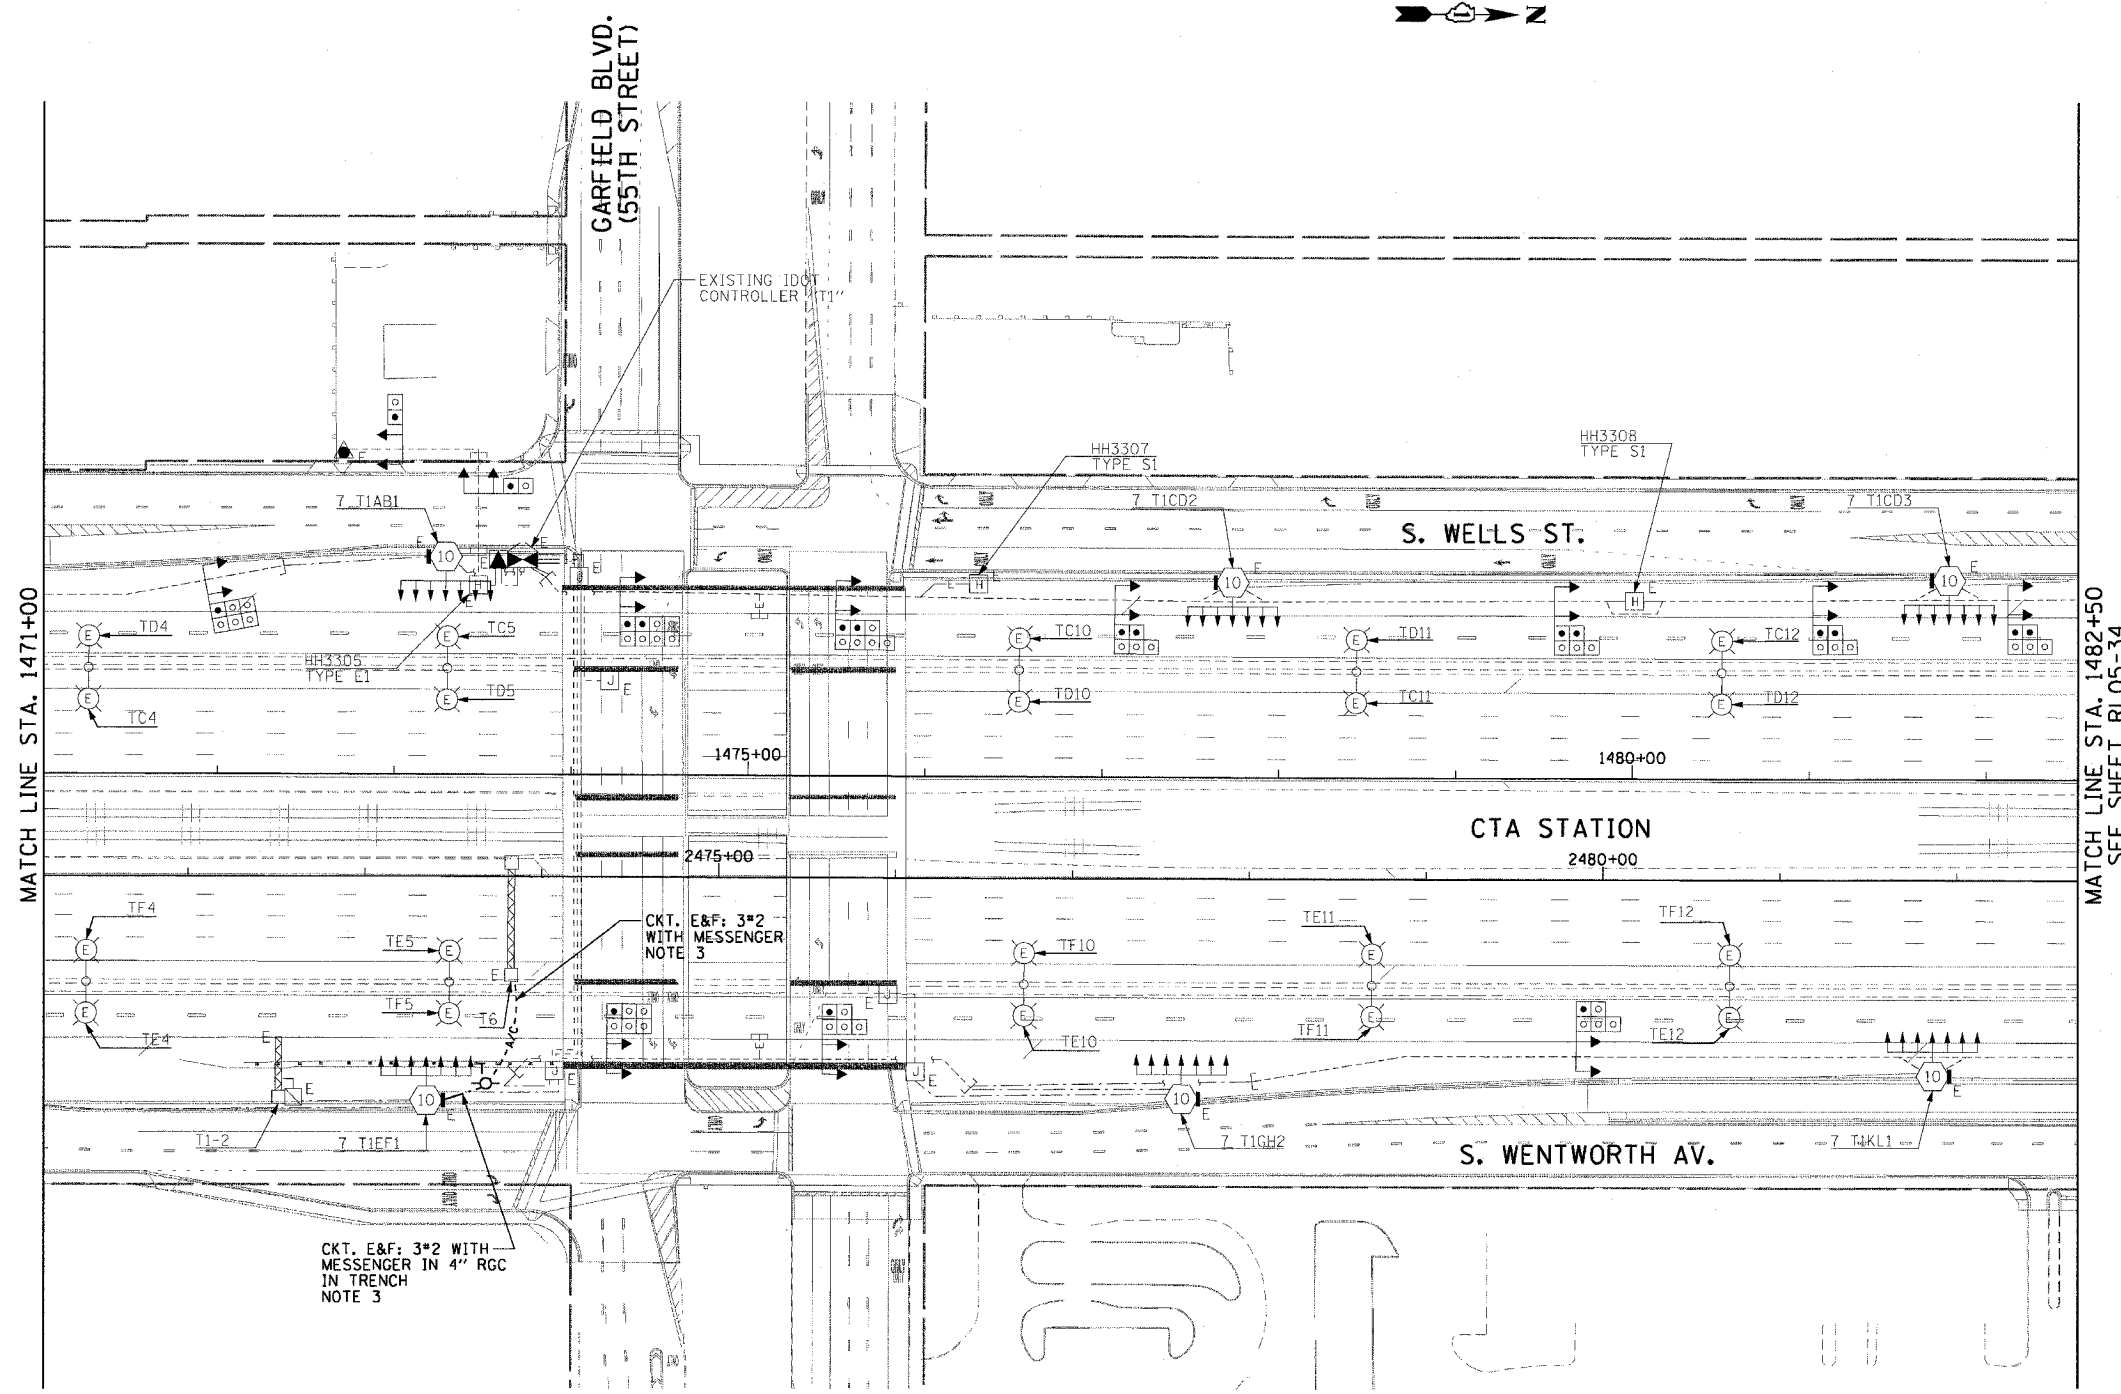 N
GARFIELD BLVD.
(55TH STREET)
EXISTING IDOT
CONTROLLER "T1"
HH3307
TYPE S1
HH3308
TYPE S1
7 T1AB1
7 T1CD2
7 T1CD3
S. WELLS ST.
10
10
10
E
E
E
E
E
E
E
H
H
H
MATCH LINE STA. 1471+00
MATCH LINE STA. 1482+50
SEE SHEET RL05-34
TD4
TC5
TC10
TD11
TC12
HH3305
TYPE E1
TC4
TD5
TD10
TC11
TD12
J
E
1475+00
1480+00
CTA STATION
2475+00
2480+00
TF4
TE5
CKT. E&F: 3#2
WITH MESSENGER
NOTE 3
TF10
TE11
TF12
TE4
TF5
T6
A/C
TE10
TF11
TE12
E
E
J
E
J
E
J
E
T1-2
7 T1EF1
10
E
7 T1GH2
10
E
7 T1KL1
10
E
S. WENTWORTH AV.
CKT. E&F: 3#2 WITH
MESSENGER IN 4" RGC
IN TRENCH
NOTE 3